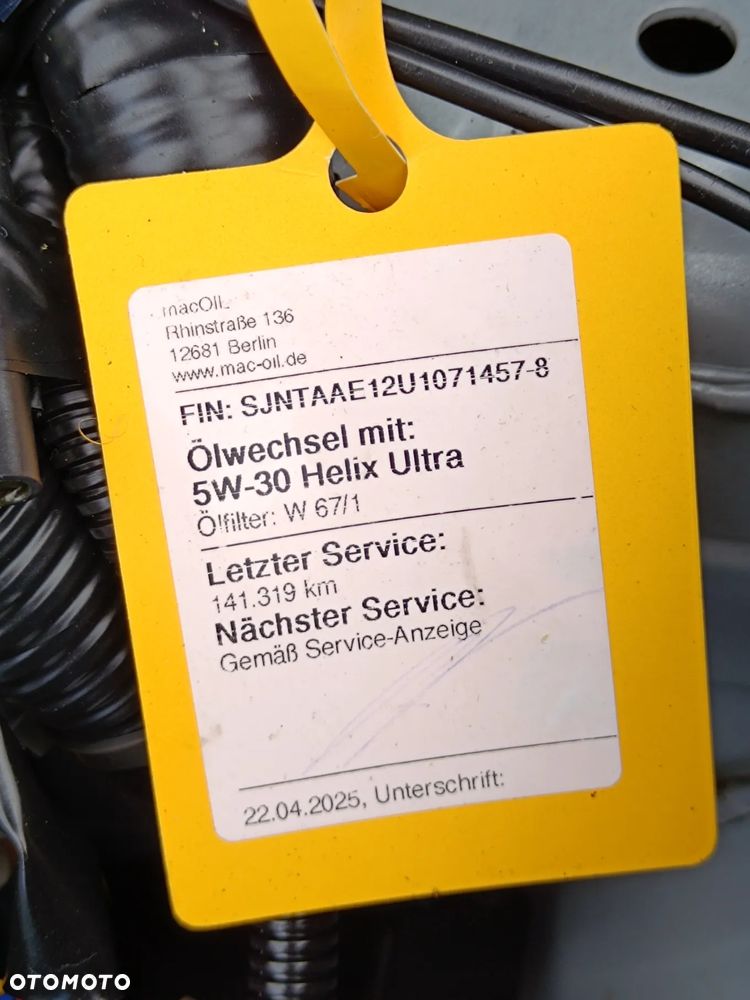 macOIL
Rhinstraße 136
12681 Berlin
www.mac-oil.de
FIN: SJNTAAE12U1071457-8
Ölwechsel mit:
5W-30 Helix Ultra
Ölfilter: W 67/1
Letzter Service:
141.319 km
Nächster Service:
Gemäß Service-Anzeige
22.04.2025, Unterschrift:
OTOMOTO